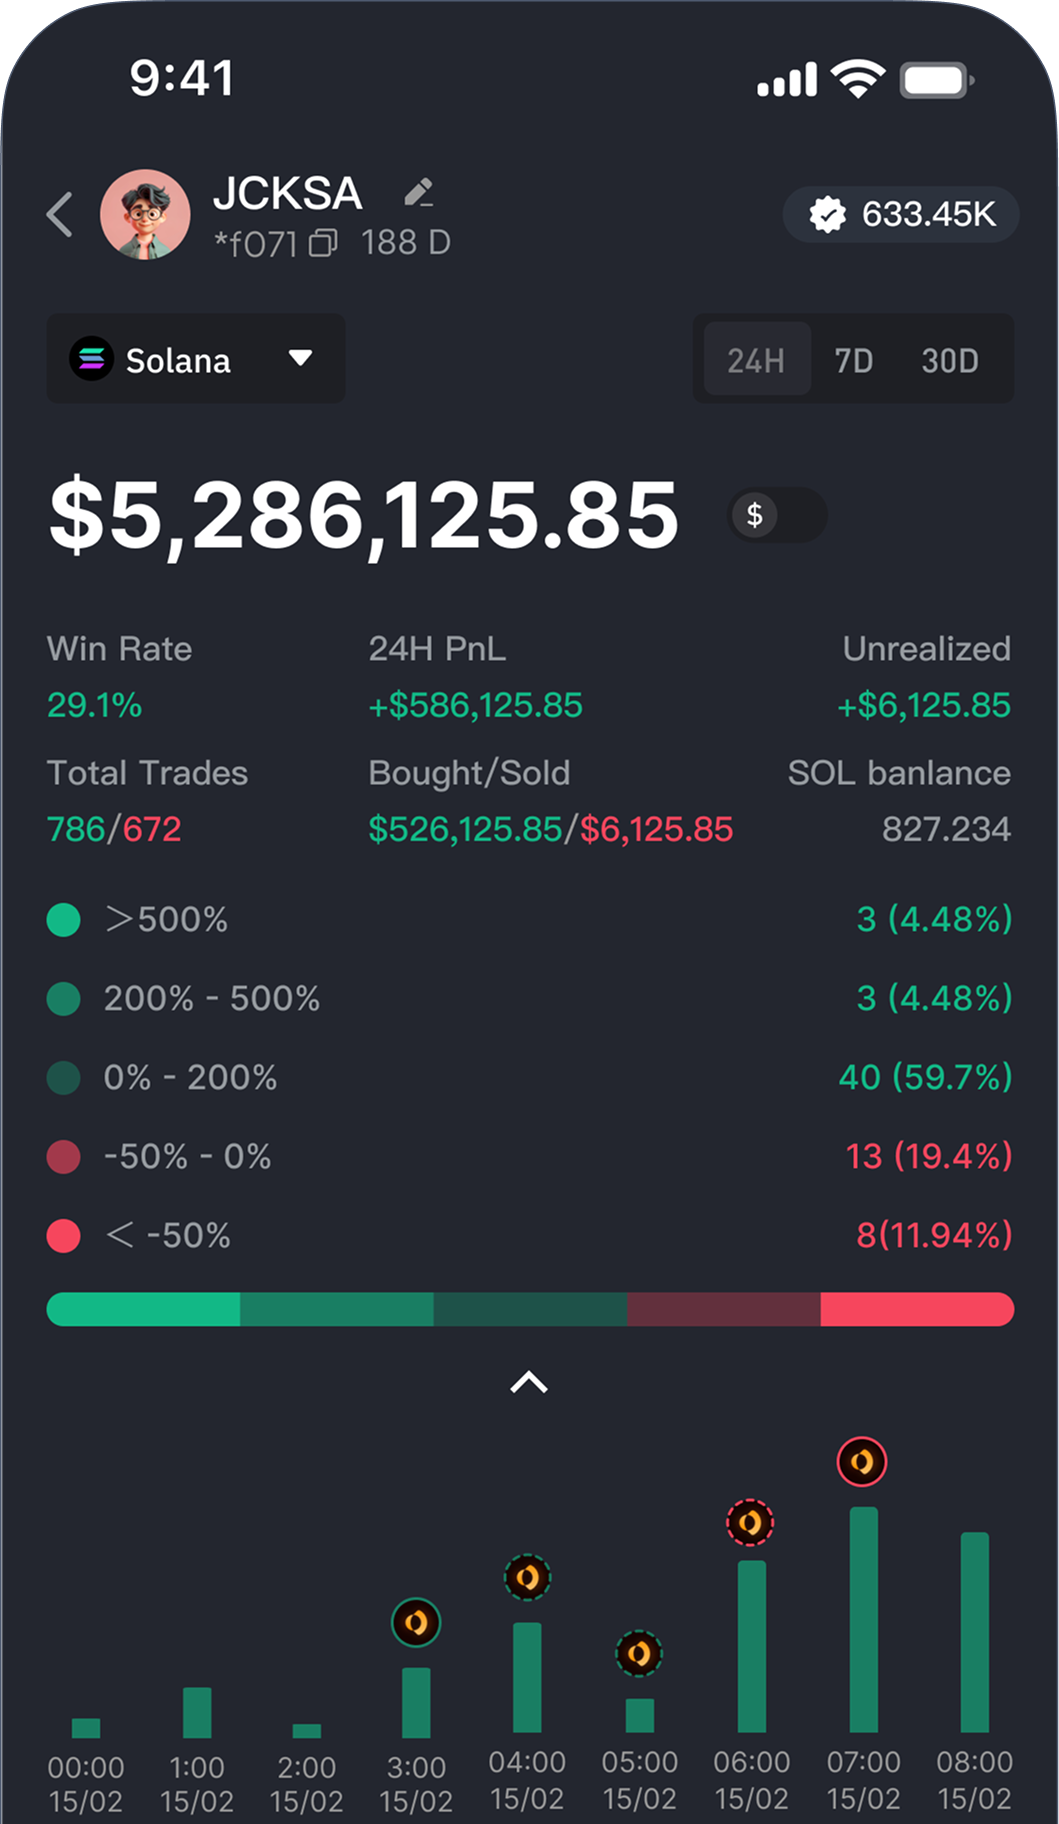 9:41
JCKSA
*f071 188 D
633.45K
Solana
24H 7D 30D
$5,286,125.85 $
Win Rate 24H PnL Unrealized
29.1% +$586,125.85 +$6,125.85
Total Trades Bought/Sold SOL banlance
786/672 $526,125.85/$6,125.85 827.234
>500% 3 (4.48%)
200% - 500% 3 (4.48%)
0% - 200% 40 (59.7%)
-50% - 0% 13 (19.4%)
< -50% 8(11.94%)
00:00 1:00 2:00 3:00 04:00 05:00 06:00 07:00 08:00
15/02 15/02 15/02 15/02 15/02 15/02 15/02 15/02 15/02